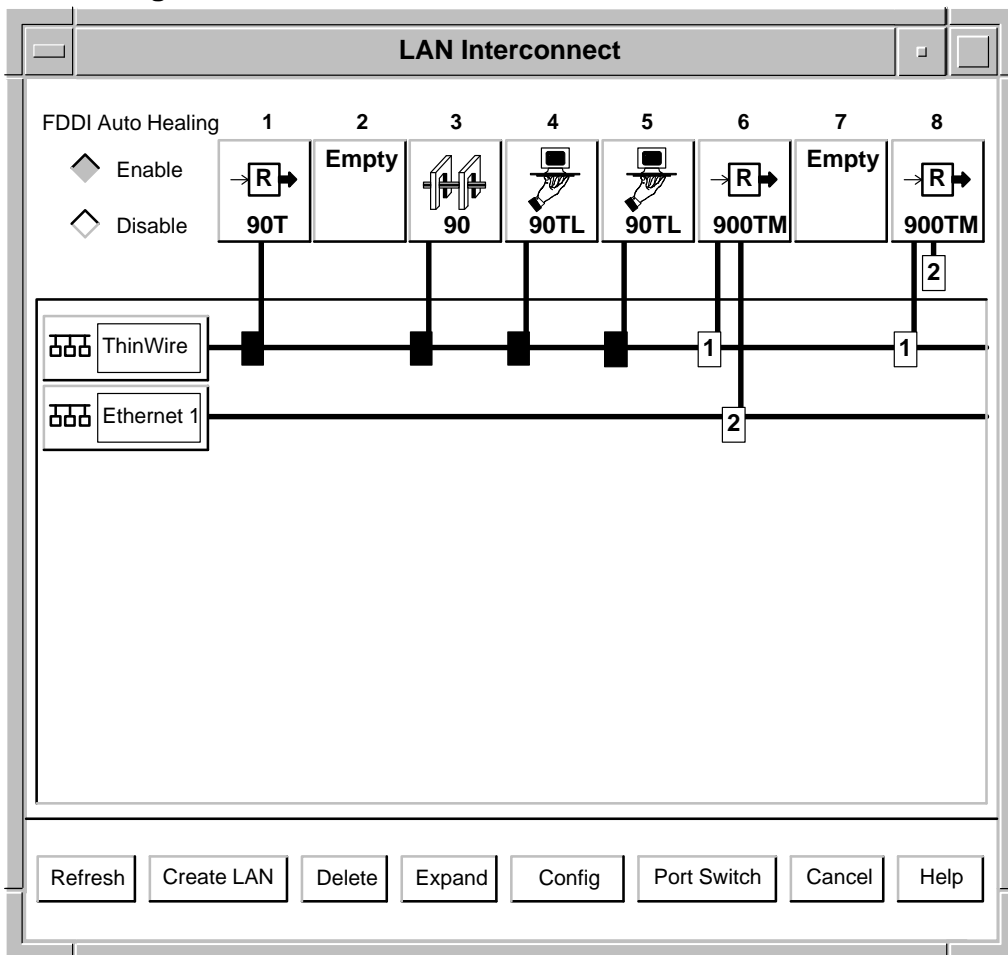 LAN Interconnect
FDDI Auto Healing 1 2 3 4 5 6 7 8
Enable
Disable
Empty Empty
R R R
90T 90 90TL 90TL 900TM 900TM
2
ThinWire 1 1
Ethernet 1 2
Refresh Create LAN Delete Expand Config Port Switch Cancel Help